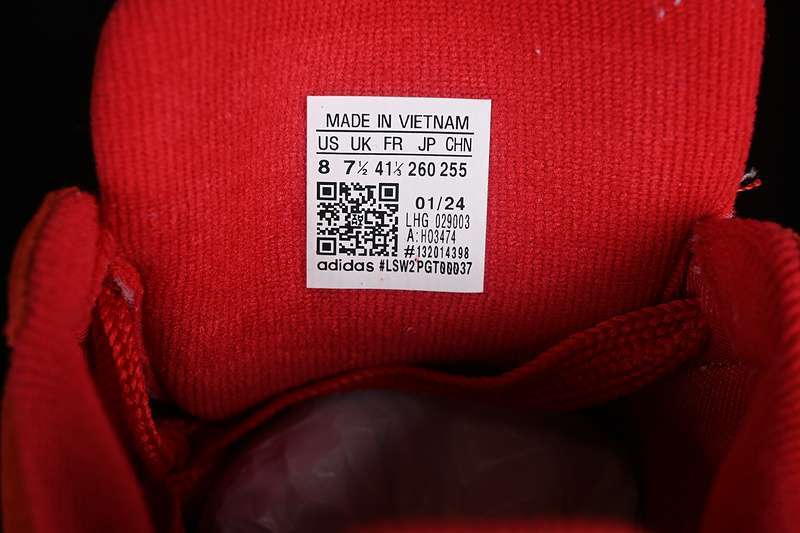 MADE IN VIETNAM
US UK FR JP CHN
8 7½ 41⅓ 260 255
01/24
LHG 029003
A:HO3474
#132014398
adidas #LSW2PGT00037